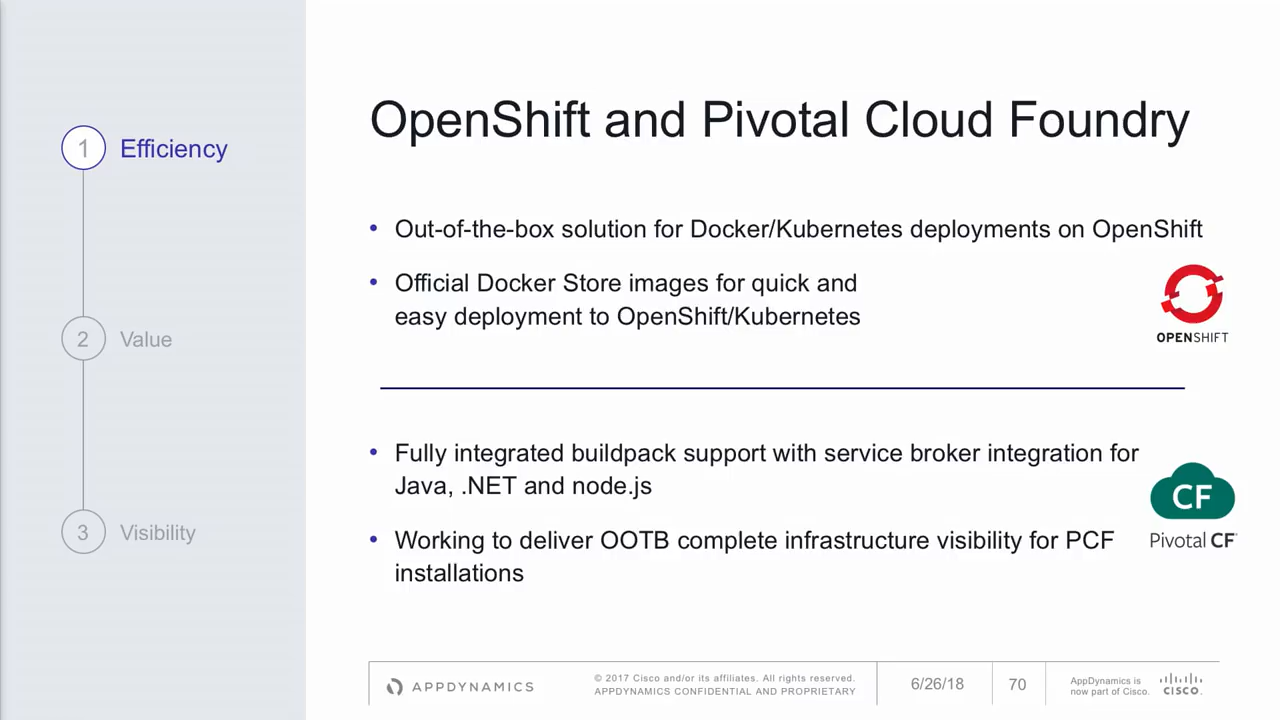 1 Efficiency
2 Value
3 Visibility
OpenShift and Pivotal Cloud Foundry
• Out-of-the-box solution for Docker/Kubernetes deployments on OpenShift
• Official Docker Store images for quick and
easy deployment to OpenShift/Kubernetes
OPENSHIFT
• Fully integrated buildpack support with service broker integration for
Java, .NET and node.js
CF
Pivotal CF
• Working to deliver OOTB complete infrastructure visibility for PCF
installations
APPDYNAMICS
© 2017 Cisco and/or its affiliates. All rights reserved.
APPDYNAMICS CONFIDENTIAL AND PROPRIETARY
6/26/18
70
AppDynamics is
now part of Cisco.
CISCO